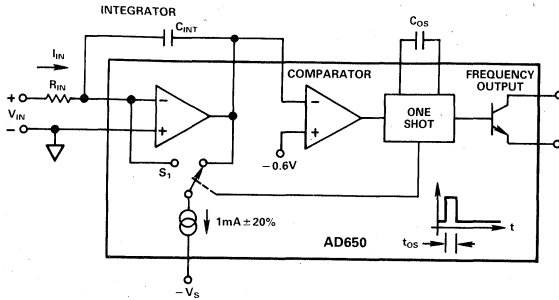 INTEGRATOR
C_INT
C_OS
I_IN
R_IN
COMPARATOR
FREQUENCY
OUTPUT
+
−
−
V_IN
−
+
+
ONE
SHOT
−0.6V
S_1
1mA ± 20%
t
t_OS
AD650
−V_S